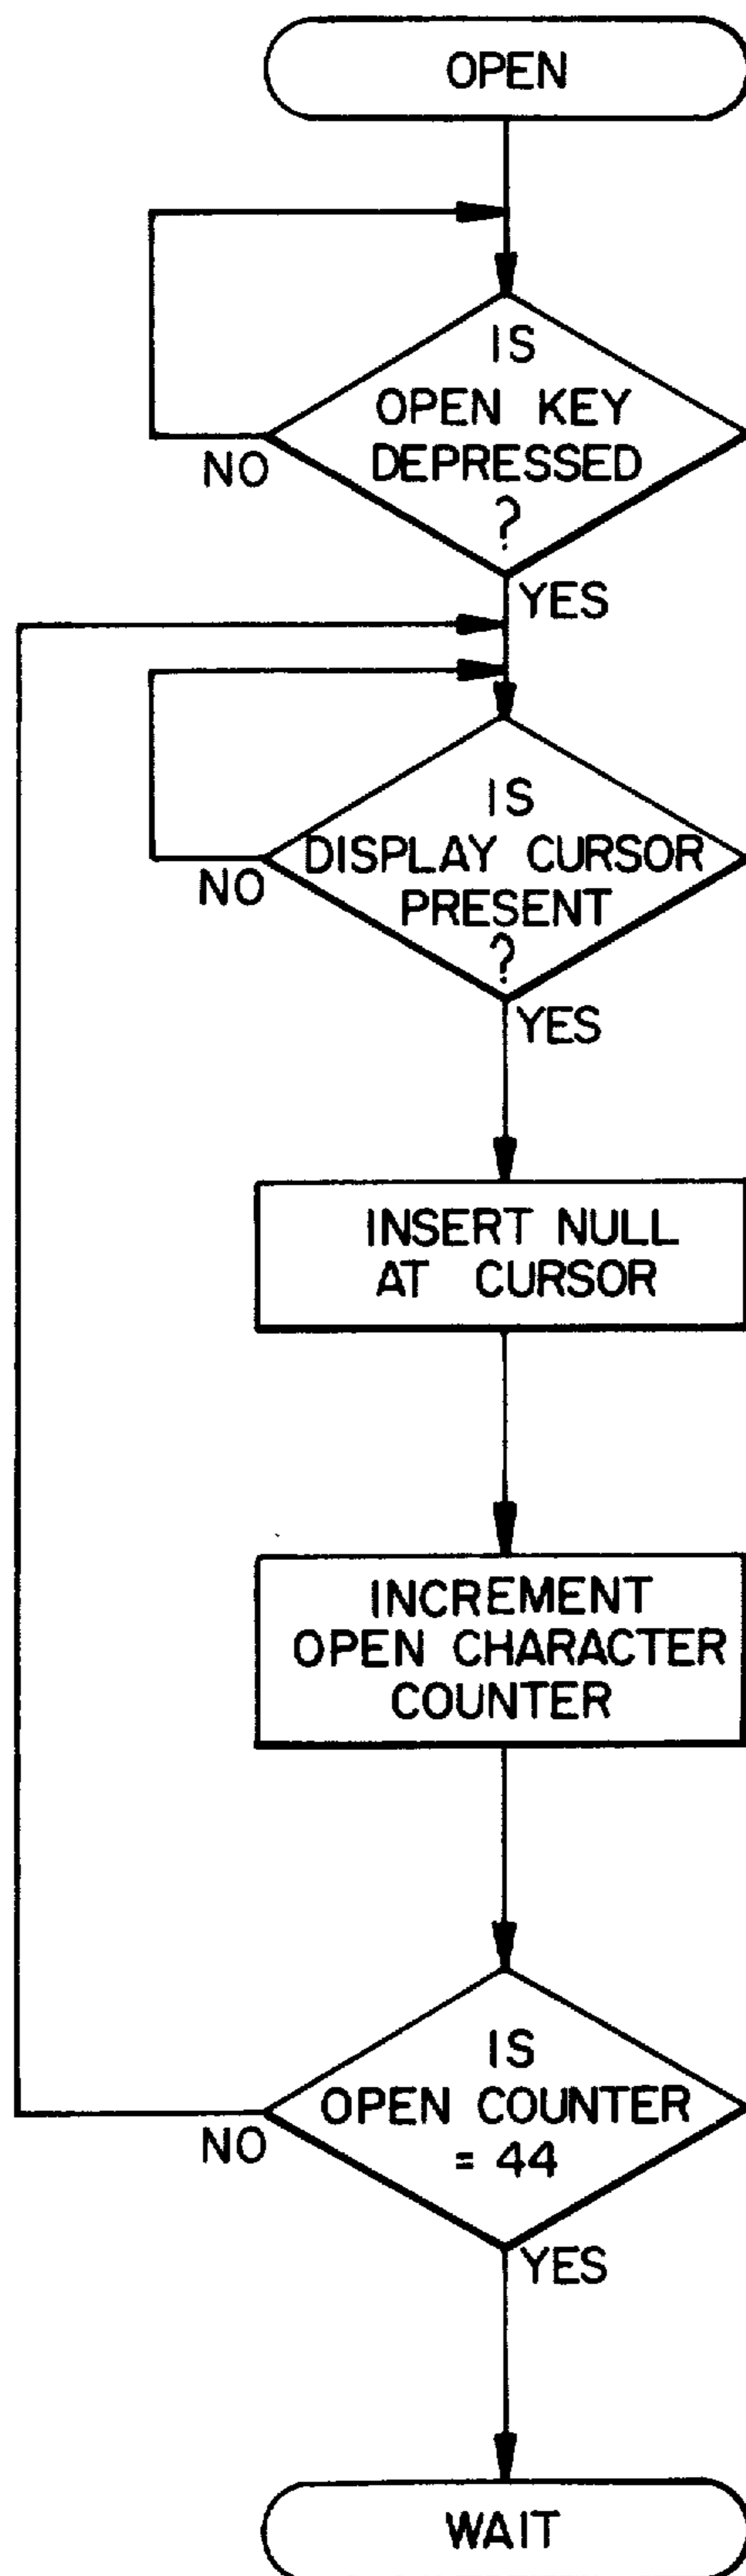 OPEN
IS
OPEN KEY
DEPRESSED
?
NO
YES
IS
DISPLAY CURSOR
PRESENT
?
NO
YES
INSERT NULL
AT CURSOR
INCREMENT
OPEN CHARACTER
COUNTER
IS
OPEN COUNTER
= 44
NO
YES
WAIT